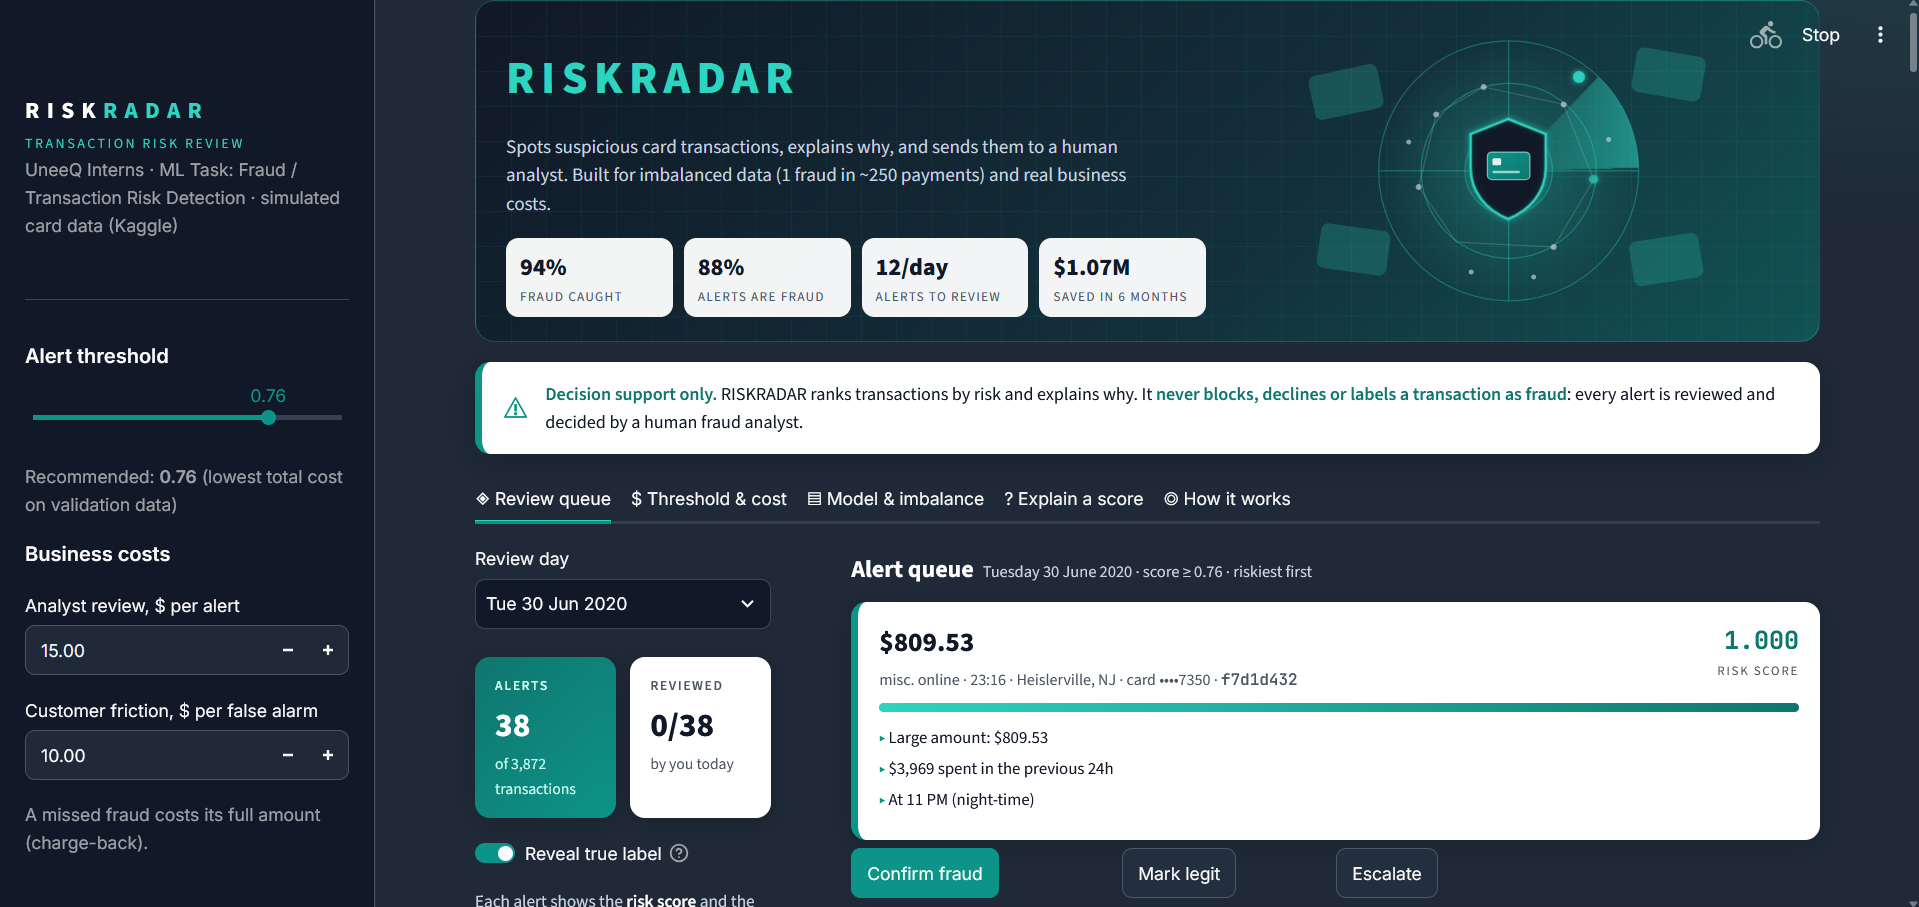 RISKRADAR
TRANSACTION RISK REVIEW
UneeQ Interns · ML Task: Fraud /
Transaction Risk Detection · simulated
card data (Kaggle)
Alert threshold
0.76
Recommended: 0.76 (lowest total cost
on validation data)
Business costs
Analyst review, $ per alert
15.00
− +
Customer friction, $ per false alarm
10.00
− +
A missed fraud costs its full amount
(charge-back).
Stop
RISKRADAR
Spots suspicious card transactions, explains why, and sends them to a human
analyst. Built for imbalanced data (1 fraud in ~250 payments) and real business
costs.
94%
FRAUD CAUGHT
88%
ALERTS ARE FRAUD
12/day
ALERTS TO REVIEW
$1.07M
SAVED IN 6 MONTHS
Decision support only. RISKRADAR ranks transactions by risk and explains why. It never blocks, declines or labels a transaction as fraud: every alert is reviewed and
decided by a human fraud analyst.
◈ Review queue
$ Threshold & cost
▤ Model & imbalance
? Explain a score
◎ How it works
Review day
Tue 30 Jun 2020
ALERTS
38
of 3,872
transactions
REVIEWED
0/38
by you today
Reveal true label
Each alert shows the risk score and the
Alert queue Tuesday 30 June 2020 · score ≥ 0.76 · riskiest first
$809.53
1.000
RISK SCORE
misc. online · 23:16 · Heislerville, NJ · card ••••7350 · f7d1d432
▸ Large amount: $809.53
▸ $3,969 spent in the previous 24h
▸ At 11 PM (night-time)
Confirm fraud
Mark legit
Escalate